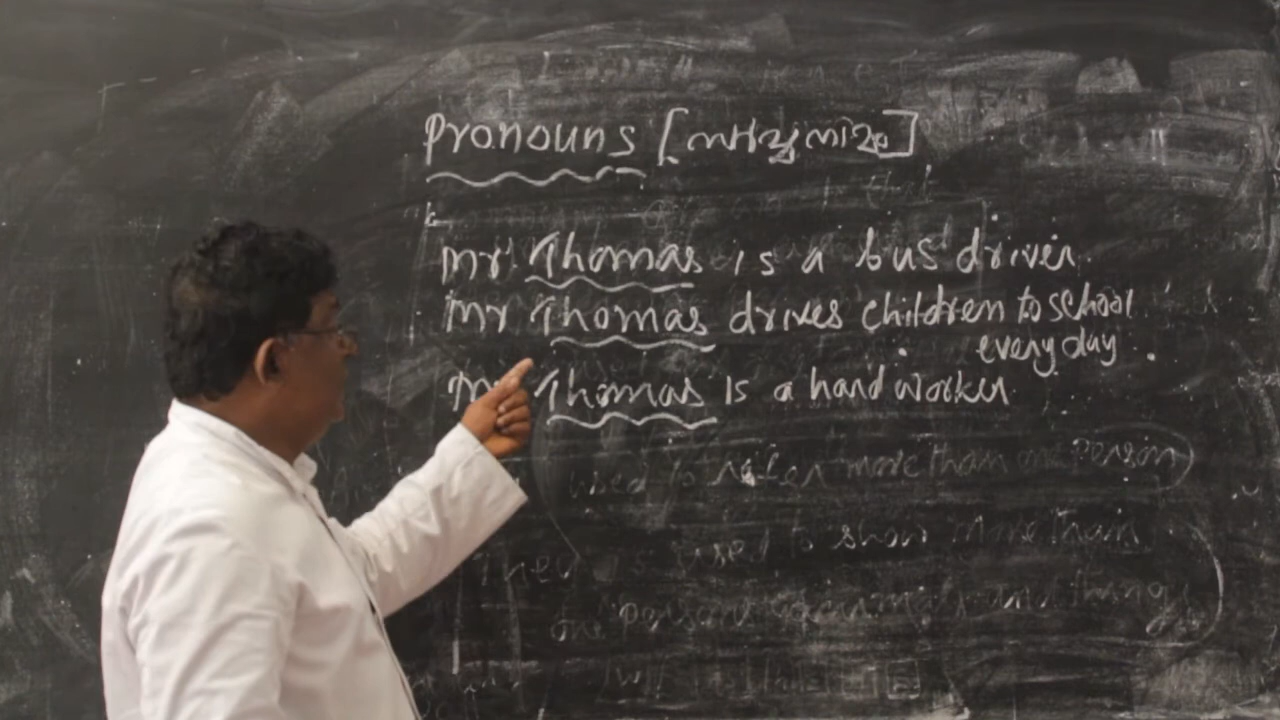 Pronouns [സർവ്വനാമം]
Mr. Thomas is a bus driver.
Mr Thomas drives children to school
every day.
Mr Thomas is a hard worker.
used to refer more than one person
They is used to show more than
one persons animals and things